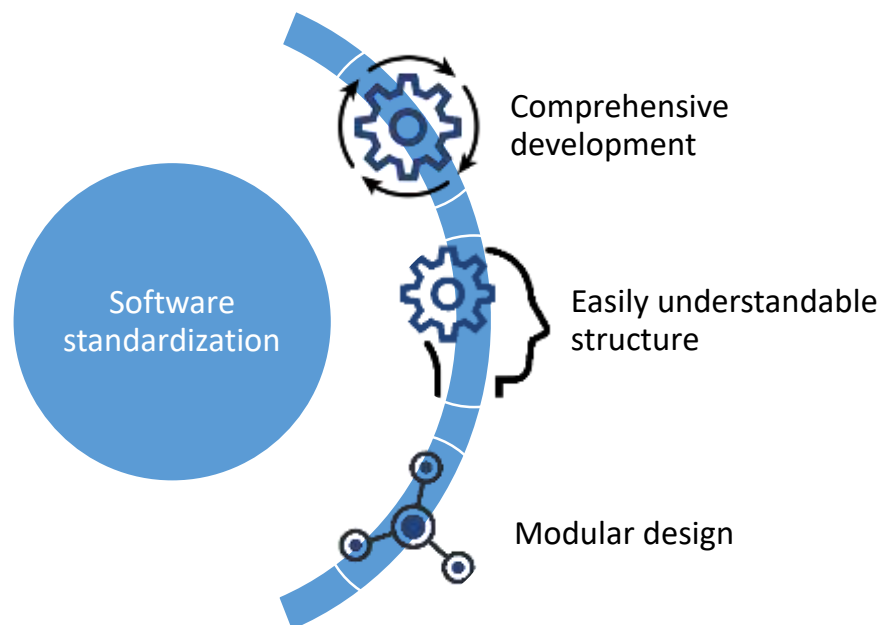 Comprehensive
development
Software
standardization
Easily understandable
structure
Modular design